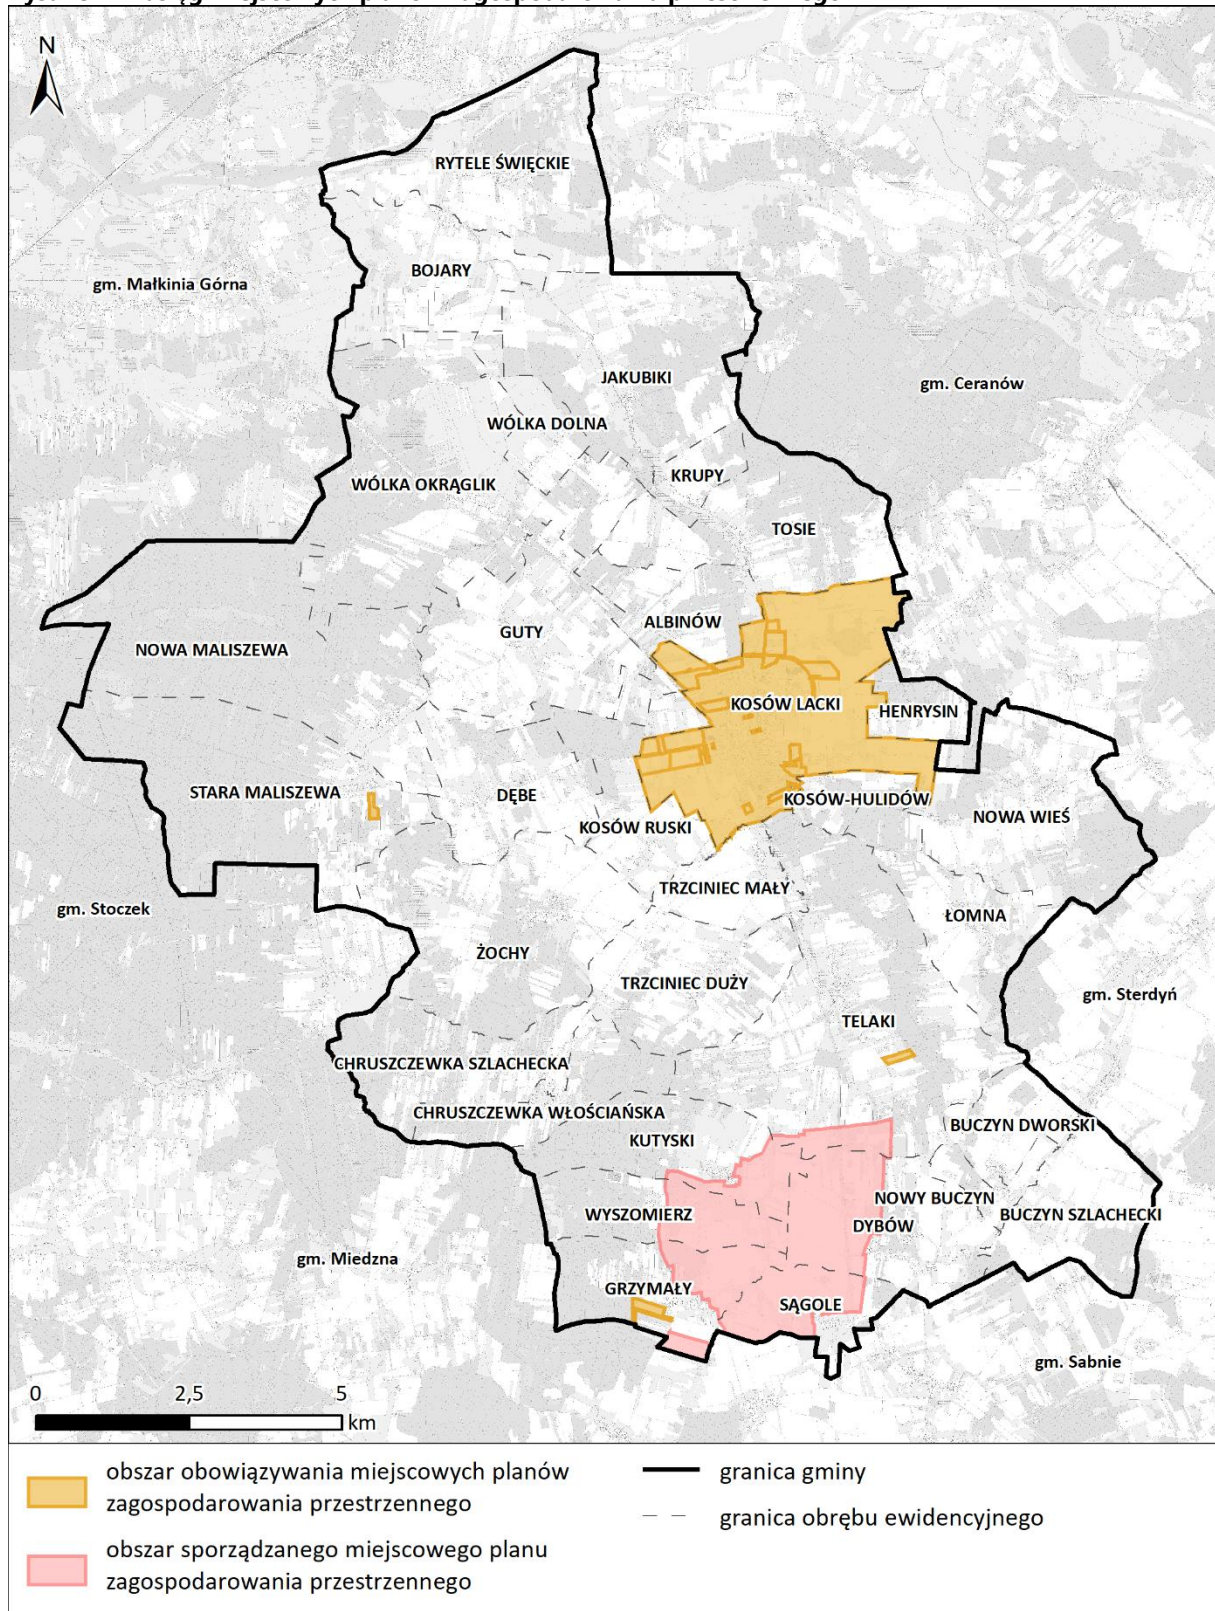 N
RYTELE ŚWIĘCKIE
BOJARY
gm. Małkinia Górna
JAKUBIKI
gm. Ceranów
WÓLKA DOLNA
KRUPY
WÓLKA OKRĄGLIK
TOSIE
ALBINÓW
GUTY
NOWA MALISZEWA
KOSÓW LACKI
HENRYSIN
STARA MALISZEWA
DĘBE
KOSÓW-HULIDÓW
NOWA WIEŚ
KOSÓW RUSKI
TRZCINIEC MAŁY
gm. Stoczek
ŁOMNA
ŻOCHY
TRZCINIEC DUŻY
gm. Sterdyń
TELAKI
CHRUSZCZEWKA SZLACHECKA
CHRUSZCZEWKA WŁOŚCIAŃSKA
BUCZYN DWORSKI
KUTYSKI
NOWY BUCZYN
WYSZOMIERZ
BUCZYN SZLACHECKI
DYBÓW
gm. Miedzna
GRZYMAŁY
SĄGOLE
gm. Sabnie
0 2,5 5
km
obszar obowiązywania miejscowych planów
zagospodarowania przestrzennego
obszar sporządzanego miejscowego planu
zagospodarowania przestrzennego
granica gminy
granica obrębu ewidencyjnego